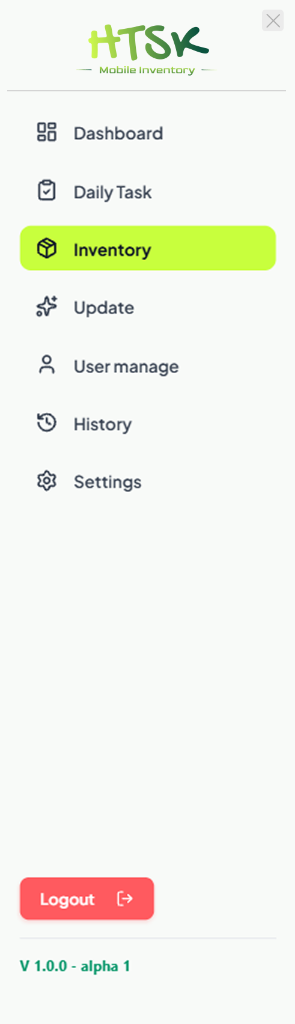 HTSK
Mobile Inventory
Dashboard
Daily Task
Inventory
Update
User manage
History
Settings
Logout
V 1.0.0 - alpha 1